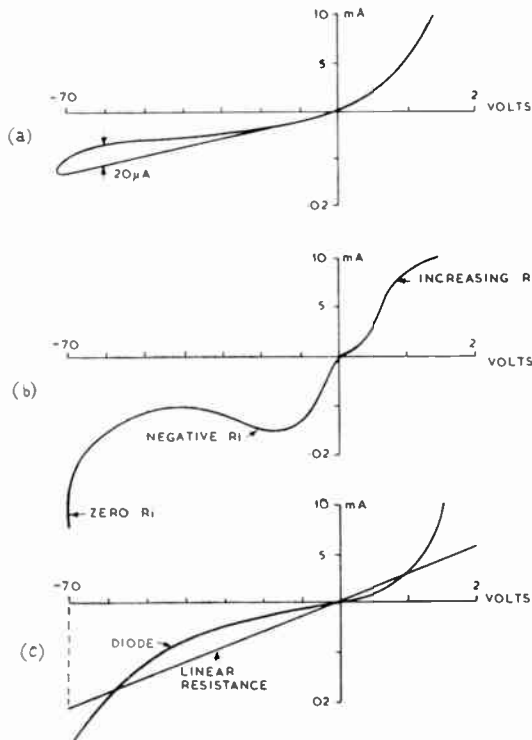 10 mA
5
-70
2
VOLTS
(a)
20µA
·02
10 mA
INCREASING R
5
-70
2
VOLTS
(b)
NEGATIVE Ri
·02
ZERO Ri
10 mA
5
-70
2
VOLTS
(c)
DIODE
LINEAR
RESISTANCE
·02